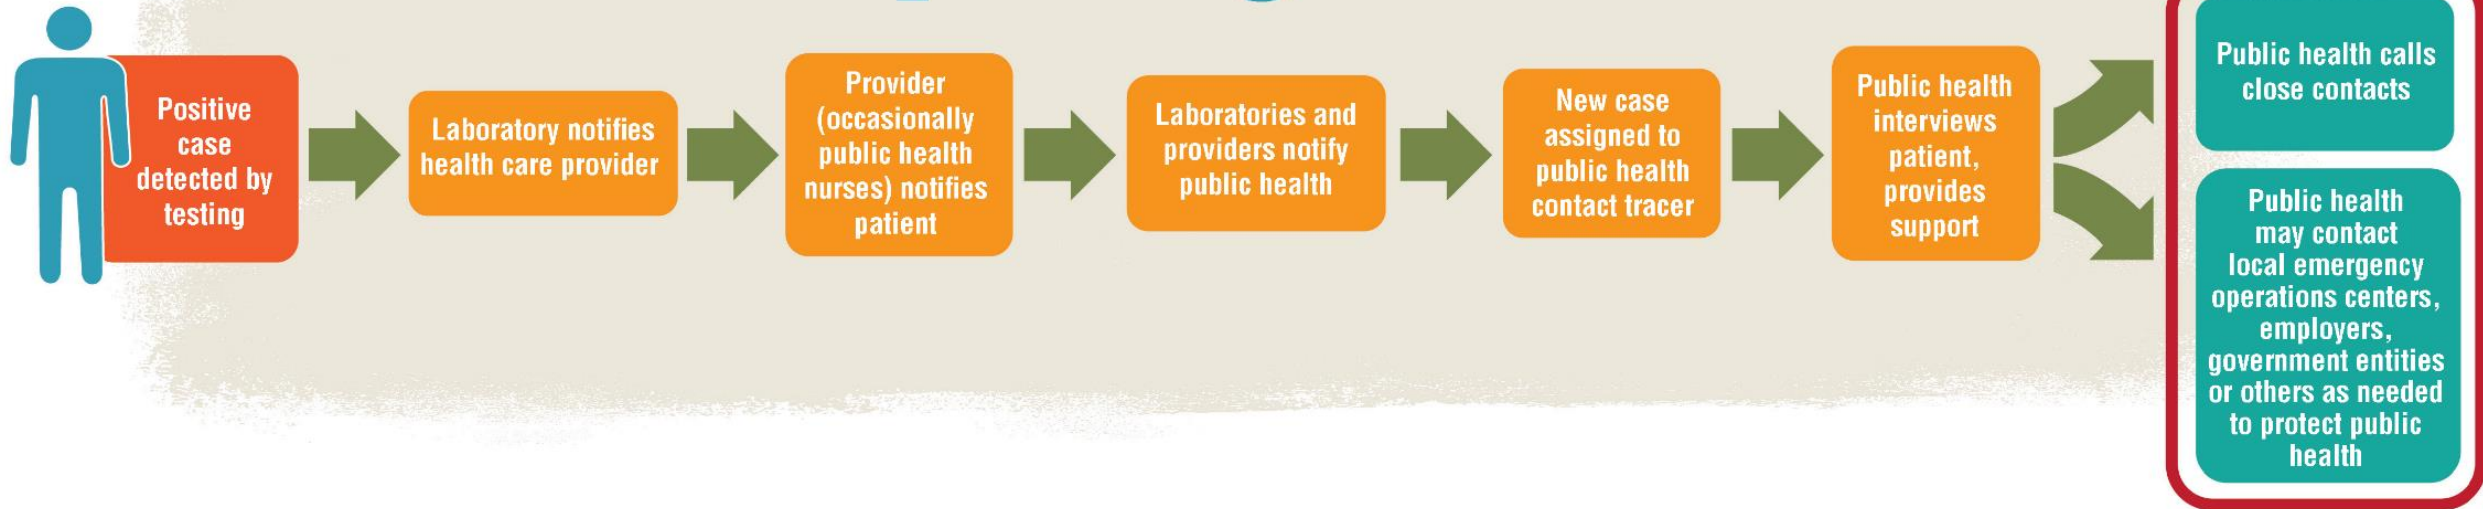 Positive
case
detected by
testing
Laboratory notifies
health care provider
Provider
(occasionally
public health
nurses) notifies
patient
Laboratories and
providers notify
public health
New case
assigned to
public health
contact tracer
Public health
interviews
patient,
provides
support
Public health calls
close contacts
Public health
may contact
local emergency
operations centers,
employers,
government entities
or others as needed
to protect public
health